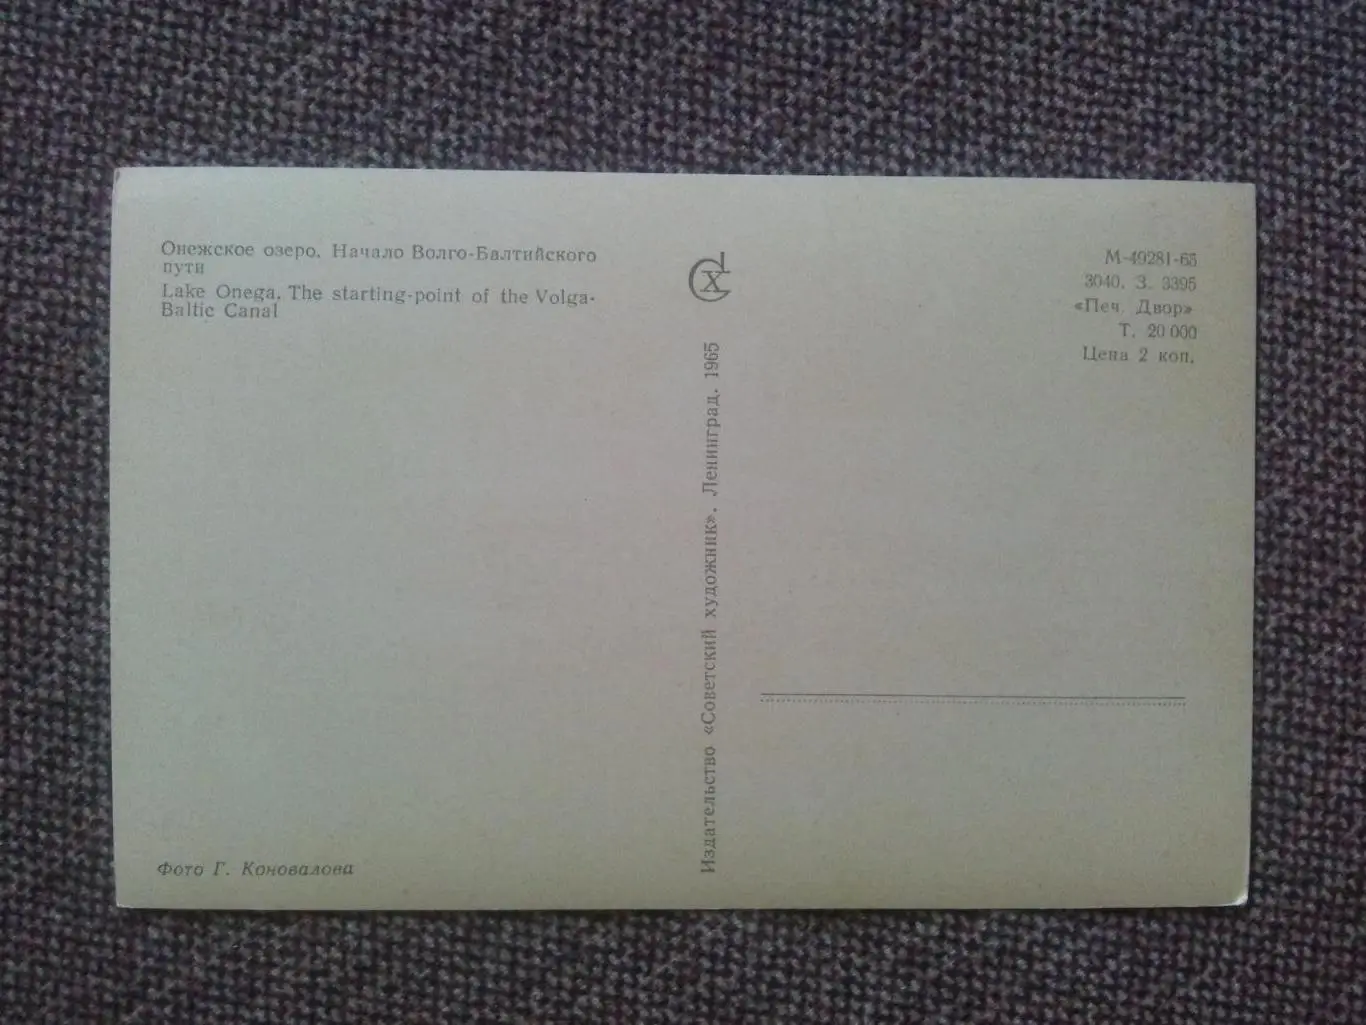 Онежское озеро. Начало Волго-Балтийского
пути
Lake Onega. The starting-point of the Volga-
Baltic Canal
Фото Г. Коновалова
СХ
Издательство «Советский художник». Ленинград. 1965
М-49281-65
3040. З. 3395
«Печ. Двор»
Т. 20 000
Цена 2 коп.